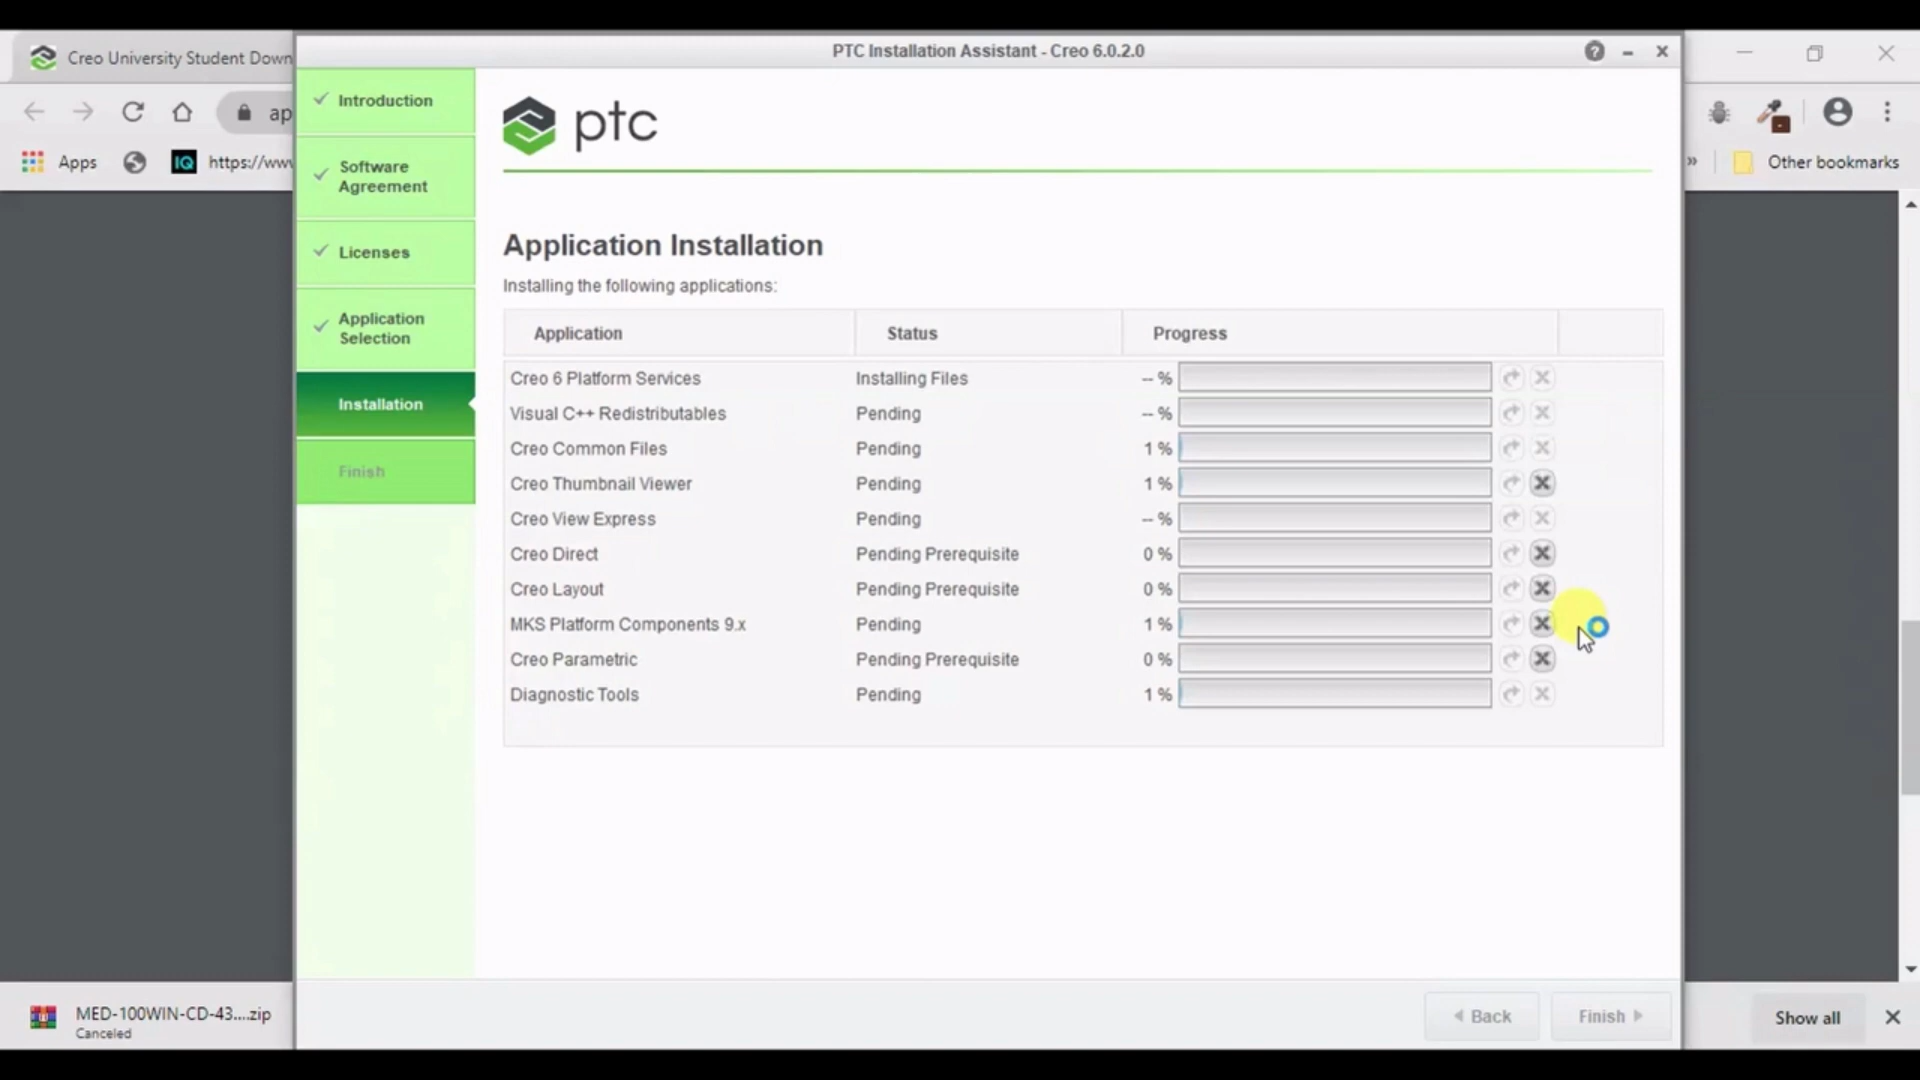 Creo University Student Down
PTC Installation Assistant - Creo 6.0.2.0
ap
Apps
IQ
https://www
Other bookmarks
Introduction
Software
Agreement
Licenses
Application
Selection
Installation
Finish
ptc
Application Installation
Installing the following applications:
Application Status Progress
Creo 6 Platform Services Installing Files -- %
Visual C++ Redistributables Pending -- %
Creo Common Files Pending 1 %
Creo Thumbnail Viewer Pending 1 %
Creo View Express Pending -- %
Creo Direct Pending Prerequisite 0 %
Creo Layout Pending Prerequisite 0 %
MKS Platform Components 9.x Pending 1 %
Creo Parametric Pending Prerequisite 0 %
Diagnostic Tools Pending 1 %
Back Finish
MED-100WIN-CD-43....zip
Canceled
Show all